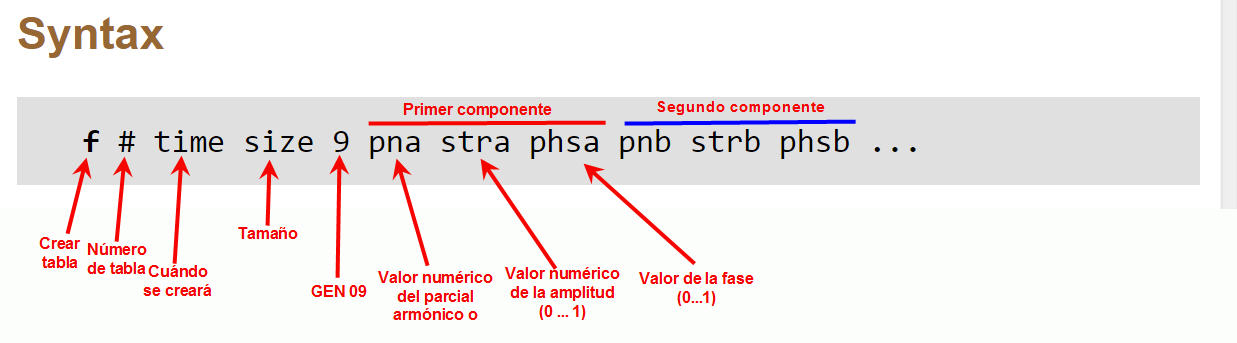 Syntax
Primer componente
Segundo componente
f # time size 9 pna stra phsa pnb strb phsb ...
Crear
tabla
Número
de tabla
Cuándo
se creará
Tamaño
GEN 09
Valor numérico
del parcial
armónico o
Valor numérico
de la amplitud
(0 ... 1)
Valor de la fase
(0...1)